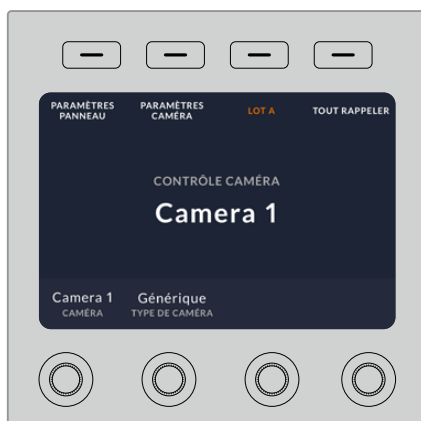 PARAMÈTRES PANNEAU
PARAMÈTRES CAMÉRA
LOT A
TOUT RAPPELER
CONTRÔLE CAMÉRA
Camera 1
Camera 1
CAMÉRA
Générique
TYPE DE CAMÉRA